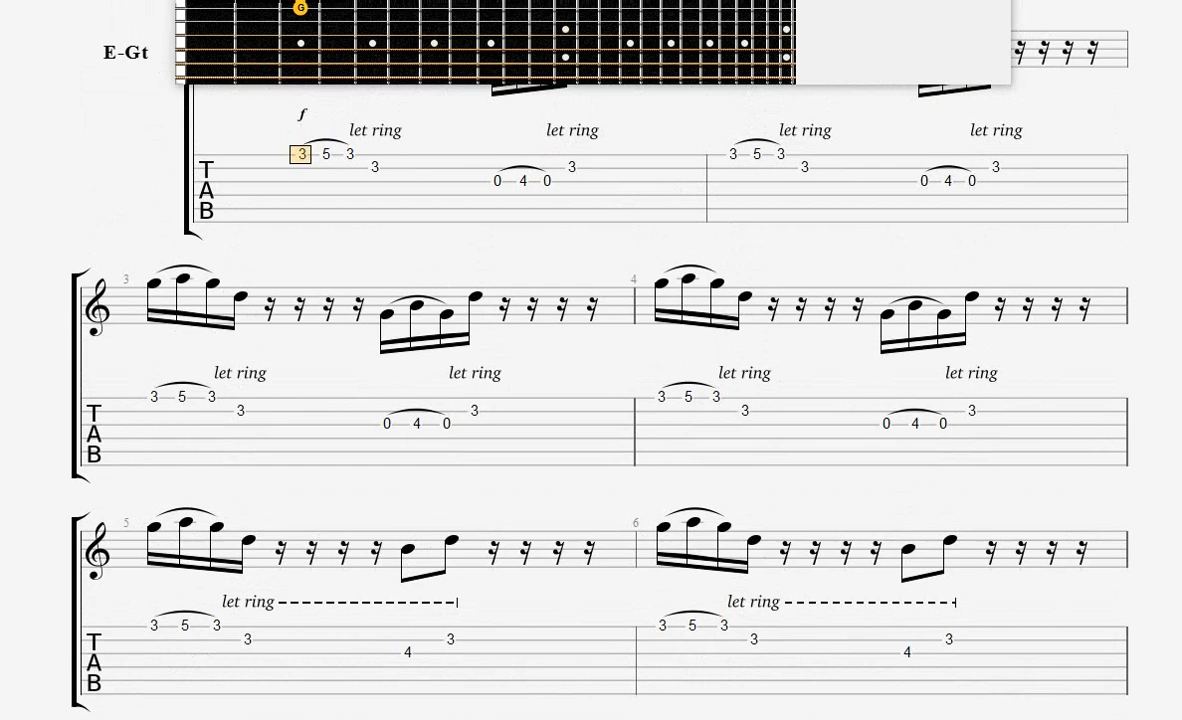 G
E-Gt
f
let ring let ring let ring let ring
3 5 3 3 0 4 0 3 3 5 3 3 0 4 0 3
T
A
B
3 4
let ring let ring let ring let ring
3 5 3 3 0 4 0 3 3 5 3 3 0 4 0 3
T
A
B
5 6
let ring let ring
3 5 3 3 4 3 3 5 3 3 4 3
T
A
B